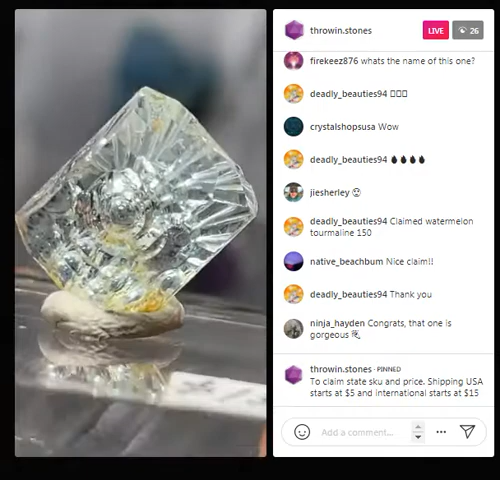 throwin.stones
LIVE
26
firekeez876 whats the name of this one?
deadly_beauties94
crystalshopsusa Wow
deadly_beauties94
jiesherley
deadly_beauties94 Claimed watermelon
tourmaline 150
native_beachbum Nice claim!!
deadly_beauties94 Thank you
ninja_hayden Congrats, that one is
gorgeous
throwin.stones · PINNED
To claim state sku and price. Shipping USA
starts at $5 and international starts at $15
Add a comment...